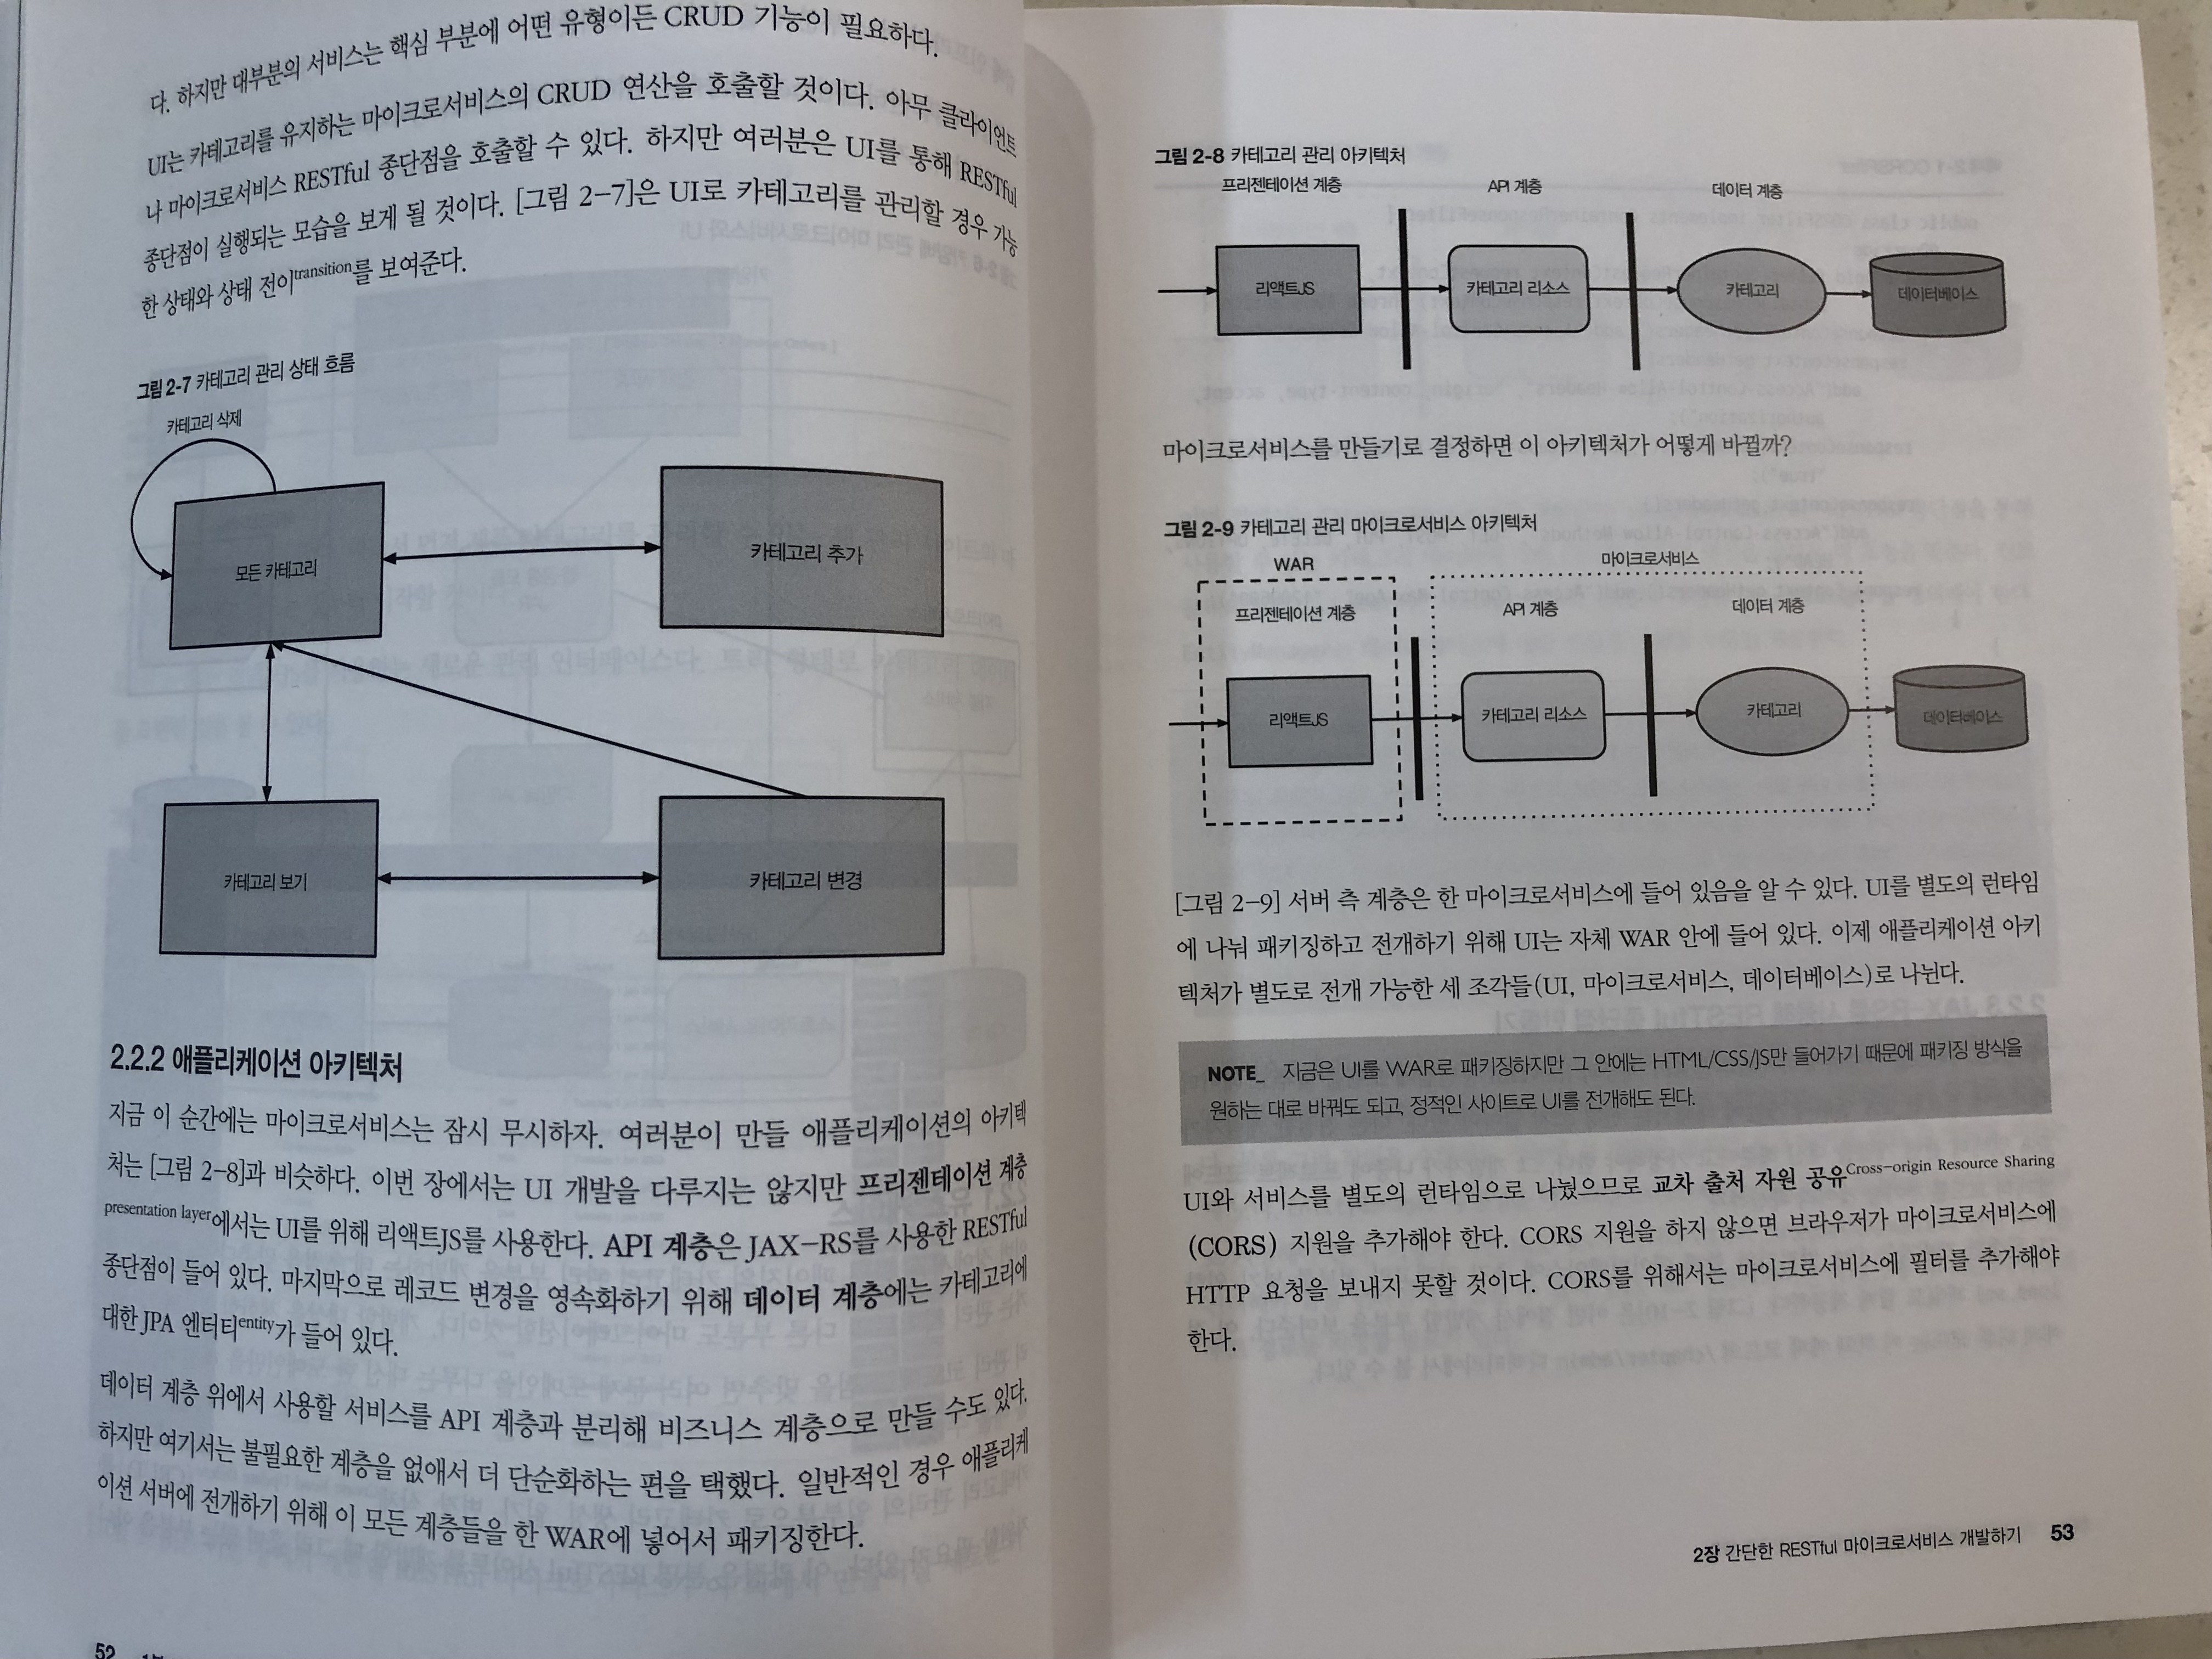 다. 하지만 대부분의 서비스는 핵심 부분에 어떤 유형이든 CRUD 기능이 필요하다.
UI는 카테고리를 유지하는 마이크로서비스의 CRUD 연산을 호출할 것이다. 아무 클라이언트
나 마이크로서비스 RESTful 종단점을 호출할 수 있다. 하지만 여러분은 UI를 통해 RESTful
종단점이 실행되는 모습을 보게 될 것이다. [그림 2-7]은 UI로 카테고리를 관리할 경우 가능
한 상태와 상태 전이transition를 보여준다.
그림 2-7 카테고리 관리 상태 흐름
카테고리 삭제
모든 카테고리
카테고리 추가
카테고리 보기
카테고리 변경
2.2.2 애플리케이션 아키텍처
지금 이 순간에는 마이크로서비스는 잠시 무시하자. 여러분이 만들 애플리케이션의 아키텍
처는 [그림 2-8]과 비슷하다. 이번 장에서는 UI 개발을 다루지는 않지만 프리젠테이션 계층
presentation layer에서는 UI를 위해 리액트JS를 사용한다. API 계층은 JAX-RS를 사용한 RESTful
종단점이 들어 있다. 마지막으로 레코드 변경을 영속화하기 위해 데이터 계층에는 카테고리에
대한 JPA 엔터티entity가 들어 있다.
데이터 계층 위에서 사용할 서비스를 API 계층과 분리해 비즈니스 계층으로 만들 수도 있다.
하지만 여기서는 불필요한 계층을 없애서 더 단순화하는 편을 택했다. 일반적인 경우 애플리케
이션 서버에 전개하기 위해 이 모든 계층들을 한 WAR에 넣어서 패키징한다.
52
그림 2-8 카테고리 관리 아키텍처
프리젠테이션 계층
API 계층
데이터 계층
리액트JS
카테고리 리소스
카테고리
데이터베이스
마이크로서비스를 만들기로 결정하면 이 아키텍처가 어떻게 바뀔까?
그림 2-9 카테고리 관리 마이크로서비스 아키텍처
WAR
마이크로서비스
프리젠테이션 계층
API 계층
데이터 계층
리액트JS
카테고리 리소스
카테고리
데이터베이스
[그림 2-9] 서버 측 계층은 한 마이크로서비스에 들어 있음을 알 수 있다. UI를 별도의 런타임
에 나눠 패키징하고 전개하기 위해 UI는 자체 WAR 안에 들어 있다. 이제 애플리케이션 아키
텍처가 별도로 전개 가능한 세 조각들(UI, 마이크로서비스, 데이터베이스)로 나뉜다.
NOTE_ 지금은 UI를 WAR로 패키징하지만 그 안에는 HTML/CSS/JS만 들어가기 때문에 패키징 방식을
원하는 대로 바꿔도 되고, 정적인 사이트로 UI를 전개해도 된다.
UI와 서비스를 별도의 런타임으로 나눴으므로 교차 출처 자원 공유Cross-origin Resource Sharing
(CORS) 지원을 추가해야 한다. CORS 지원을 하지 않으면 브라우저가 마이크로서비스에
HTTP 요청을 보내지 못할 것이다. CORS를 위해서는 마이크로서비스에 필터를 추가해야
한다.
2장 간단한 RESTful 마이크로서비스 개발하기 53